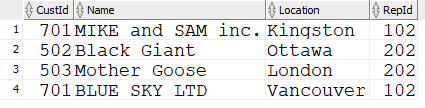 CustId Name Location RepId
1 701 MIKE and SAM inc. Kingston 102
2 502 Black Giant Ottawa 202
3 503 Mother Goose London 202
4 701 BLUE SKY LTD Vancouver 102